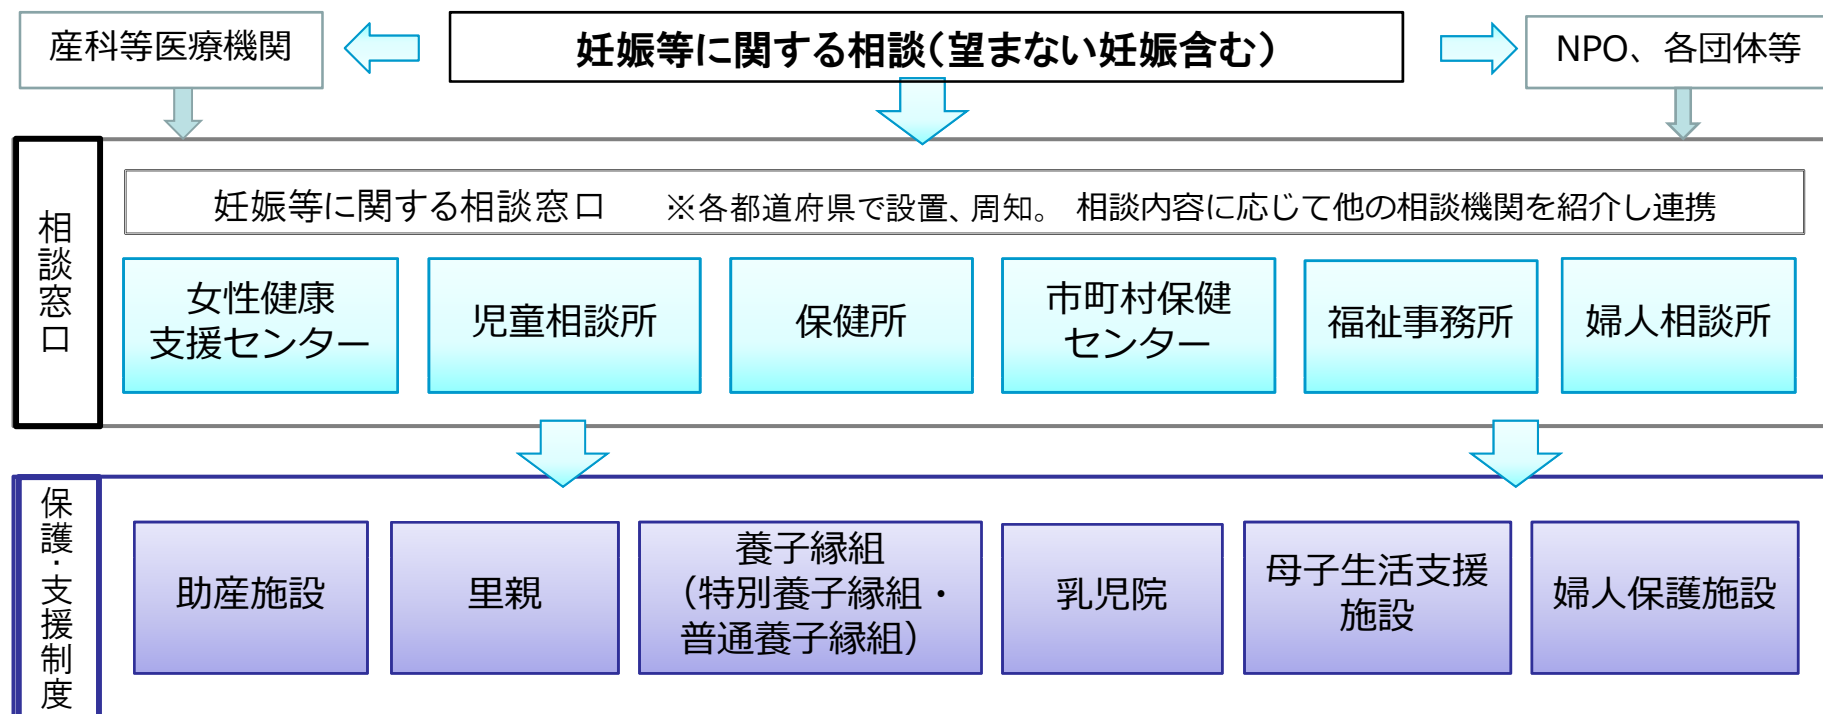 産科等医療機関
妊娠等に関する相談（望まない妊娠含む）
NPO、各団体等
相談窓口
妊娠等に関する相談窓口　※各都道府県で設置、周知。 相談内容に応じて他の相談機関を紹介し連携
女性健康
支援センター
児童相談所
保健所
市町村保健
センター
福祉事務所
婦人相談所
保護・支援制度
助産施設
里親
養子縁組
（特別養子縁組・
普通養子縁組）
乳児院
母子生活支援
施設
婦人保護施設